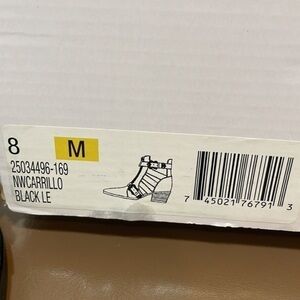 8 M
25034496-169
NWCARRILLO
BLACK LE
7 45021 76791 3